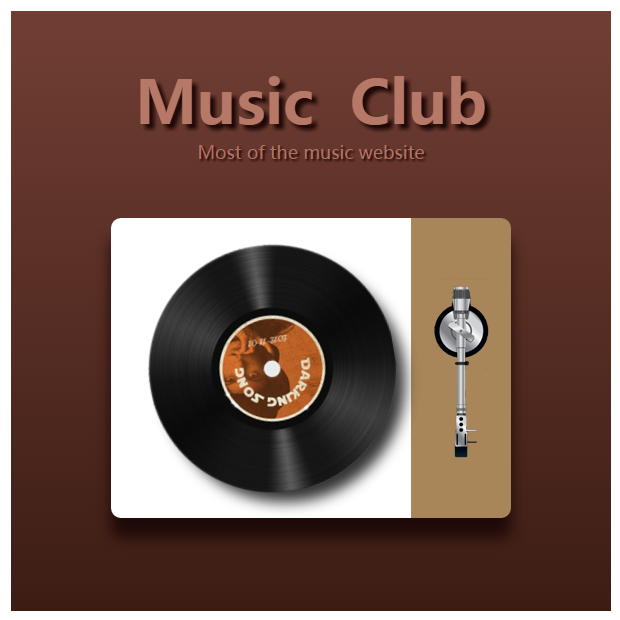 Music Club
Most of the music website
DARKING SONG